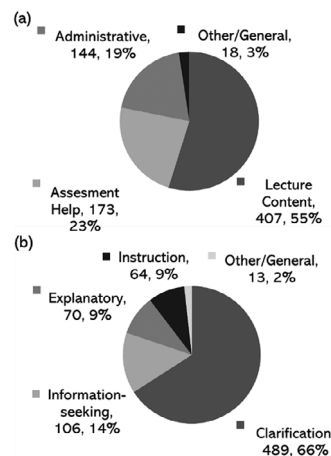 (a)
Administrative,
144, 19%
Other/General,
18, 3%
Assesment
Help, 173,
23%
Lecture
Content,
407, 55%
(b)
Instruction,
64, 9%
Other/General,
13, 2%
Explanatory,
70, 9%
Information-
seeking,
106, 14%
Clarification
489, 66%